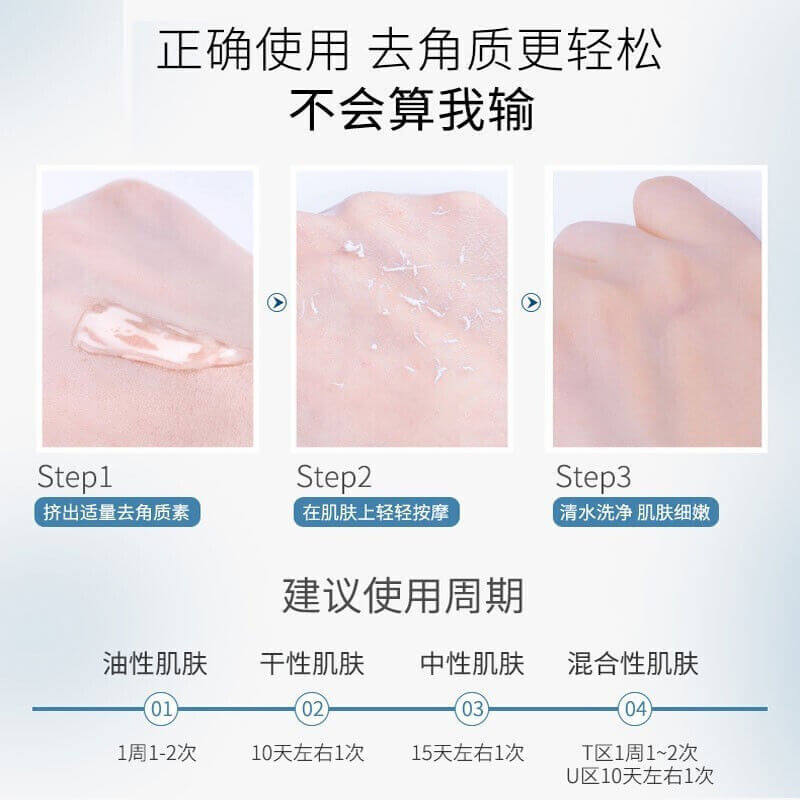 正确使用 去角质更轻松
不会算我输
Step1
挤出适量去角质素
Step2
在肌肤上轻轻按摩
Step3
清水洗净 肌肤细嫩
建议使用周期
油性肌肤
干性肌肤
中性肌肤
混合性肌肤
01
02
03
04
1周1-2次
10天左右1次
15天左右1次
T区1周1~2次
U区10天左右1次